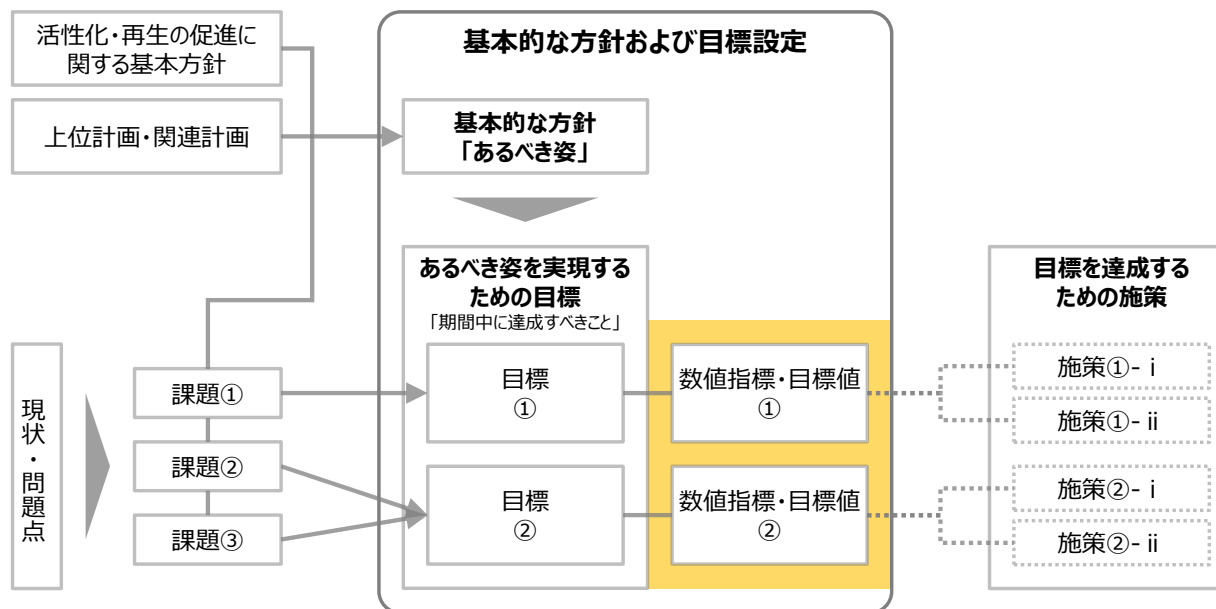 活性化・再生の促進に
関する基本方針
上位計画・関連計画
基本的な方針および目標設定
基本的な方針
「あるべき姿」
あるべき姿を実現する
ための目標
「期間中に達成すべきこと」
目標を達成する
ための施策
現状・問題点
課題①
課題②
課題③
目標
①
数値指標・目標値
①
目標
②
数値指標・目標値
②
施策①- i
施策①- ii
施策②- i
施策②- ii